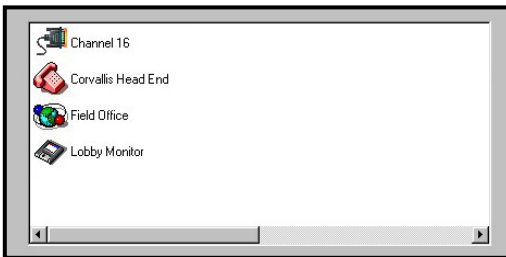 Channel 16
Corvallis Head End
Field Office
Lobby Monitor